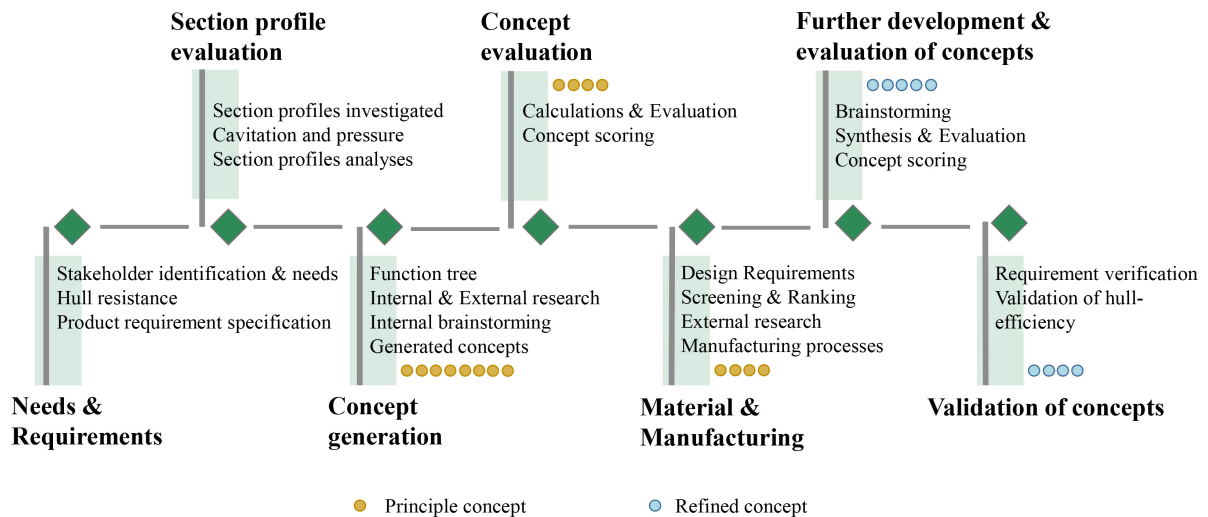 Section profile
evaluation
Section profiles investigated
Cavitation and pressure
Section profiles analyses
Concept
evaluation
Calculations & Evaluation
Concept scoring
Further development &
evaluation of concepts
Brainstorming
Synthesis & Evaluation
Concept scoring
Stakeholder identification & needs
Hull resistance
Product requirement specification
Needs &
Requirements
Function tree
Internal & External research
Internal brainstorming
Generated concepts
Concept
generation
Design Requirements
Screening & Ranking
External research
Manufacturing processes
Material &
Manufacturing
Requirement verification
Validation of hull-
efficiency
Validation of concepts
Principle concept
Refined concept